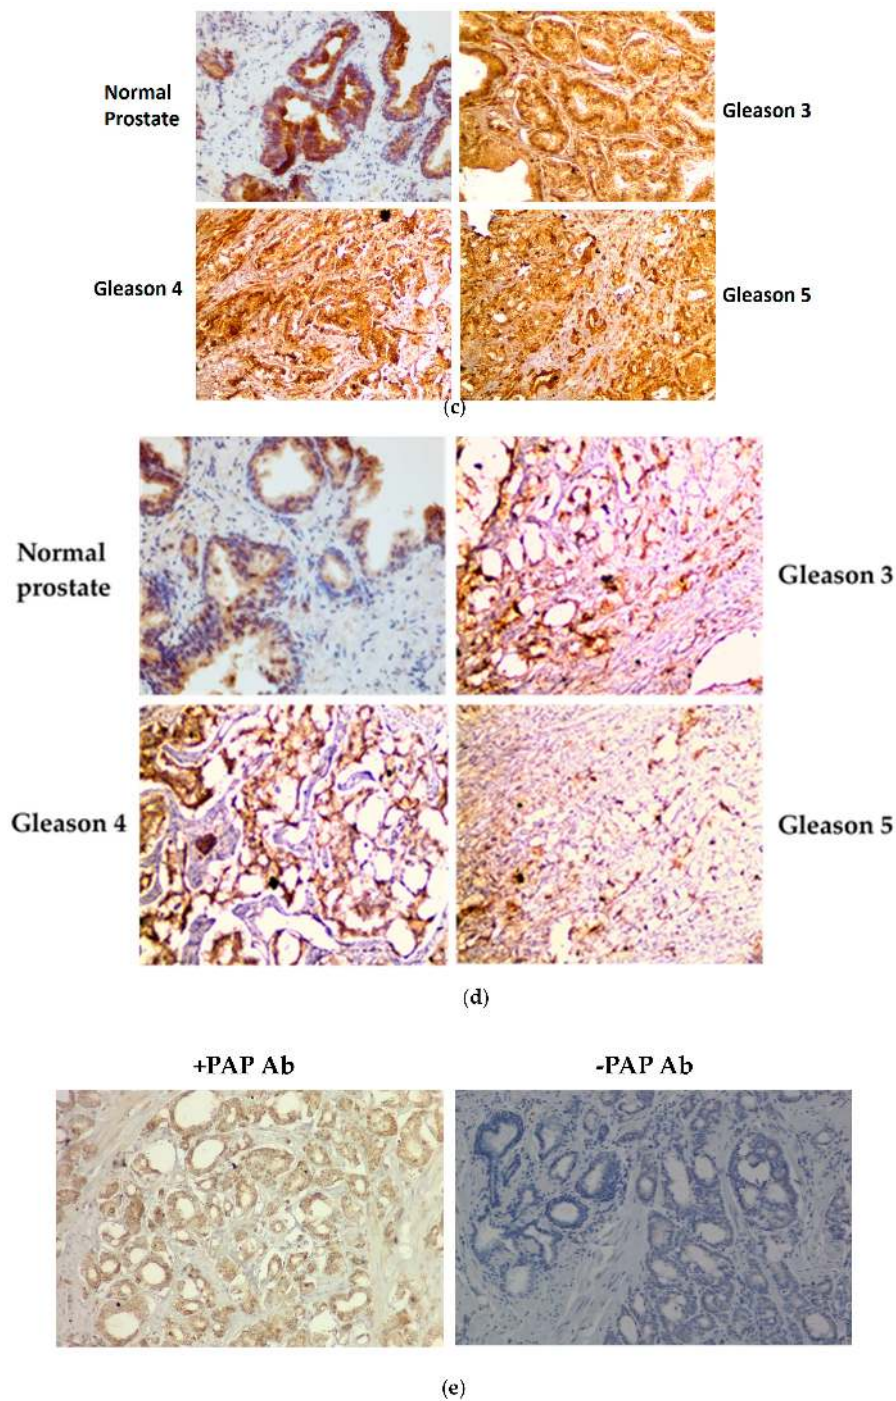 Normal
Prostate
Gleason 3
Gleason 4
Gleason 5
(c)
Normal
prostate
Gleason 3
Gleason 4
Gleason 5
(d)
+PAP Ab
-PAP Ab
(e)